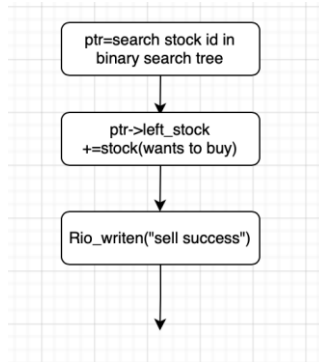 ptr=search stock id in
binary search tree
ptr->left_stock
+=stock(wants to buy)
Rio_writen("sell success")